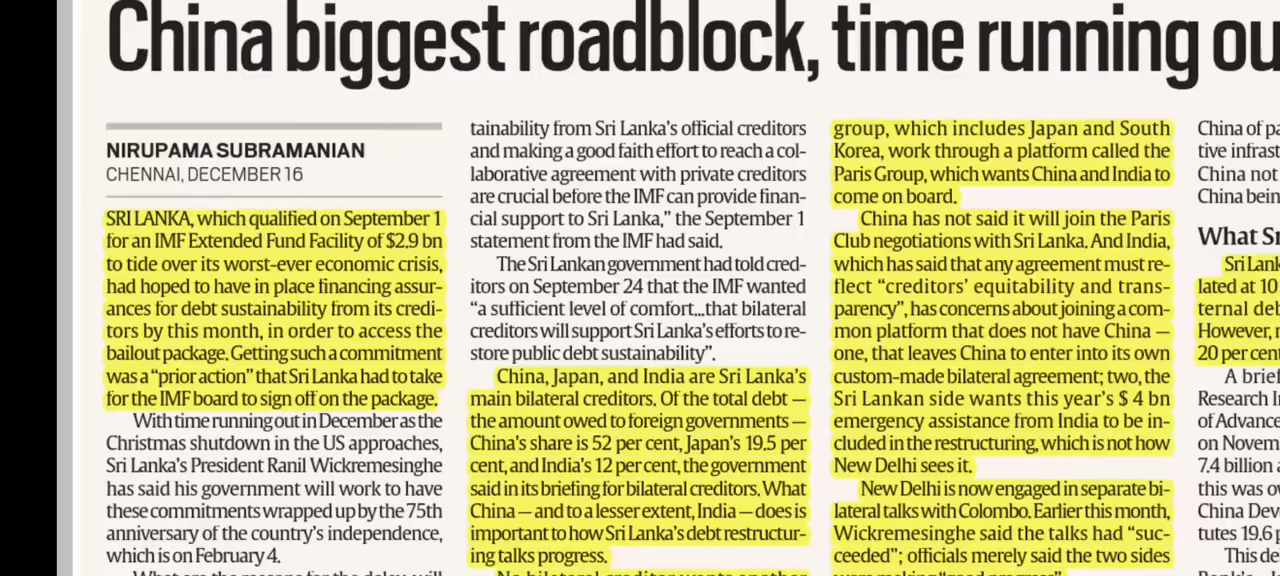 China biggest roadblock, time running
NIRUPAMA SUBRAMANIAN
CHENNAI, DECEMBER 16
SRI LANKA, which qualified on September 1
for an IMF Extended Fund Facility of $2.9 bn
to tide over its worst-ever economic crisis,
had hoped to have in place financing assur-
ances for debt sustainability from its credi-
tors by this month, in order to access the
bailout package. Getting such a commitment
was a “prior action” that Sri Lanka had to take
for the IMF board to sign off on the package.
With time running out in December as the
Christmas shutdown in the US approaches,
Sri Lanka's President Ranil Wickremesinghe
has said his government will work to have
these commitments wrapped up by the 75th
anniversary of the country's independence,
which is on February 4.
What are the reasons for the delay, will
tainability from Sri Lanka's official creditors
and making a good faith effort to reach a col-
laborative agreement with private creditors
are crucial before the IMF can provide finan-
cial support to Sri Lanka,” the September 1
statement from the IMF had said.
The Sri Lankan government had told cred-
itors on September 24 that the IMF wanted
“a sufficient level of comfort...that bilateral
creditors will support Sri Lanka's efforts to re-
store public debt sustainability”.
China, Japan, and India are Sri Lanka's
main bilateral creditors. Of the total debt —
the amount owed to foreign governments —
China's share is 52 per cent, Japan's 19.5 per
cent, and India's 12 per cent, the government
said in its briefing for bilateral creditors. What
China — and to a lesser extent, India — does is
important to how Sri Lanka's debt restructur-
ing talks progress.
No bilateral creditor wants another
group, which includes Japan and South
Korea, work through a platform called the
Paris Group, which wants China and India to
come on board.
China has not said it will join the Paris
Club negotiations with Sri Lanka. And India,
which has said that any agreement must re-
flect “creditors' equitability and trans-
parency”, has concerns about joining a com-
mon platform that does not have China —
one, that leaves China to enter into its own
custom-made bilateral agreement; two, the
Sri Lankan side wants this year's $ 4 bn
emergency assistance from India to be in-
cluded in the restructuring, which is not how
New Delhi sees it.
New Delhi is now engaged in separate bi-
lateral talks with Colombo. Earlier this month,
Wickremesinghe said the talks had “suc-
ceeded”; officials merely said the two sides
were making “good progress”.
China of
tive
China not
China
What
Sri
lated at 10
ternal
However,
20 per
A
Research
of
on
7.4 billion
this was
China
tutes 19.6
This